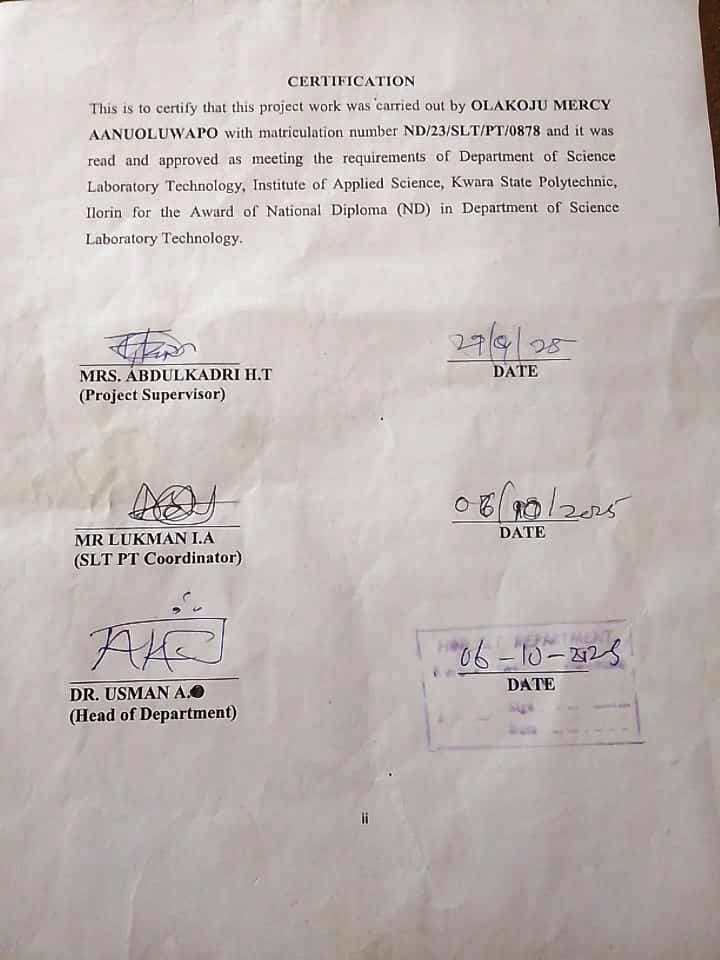 CERTIFICATION
This is to certify that this project work was carried out by OLAKOJU MERCY
AANUOLUWAPO with matriculation number ND/23/SLT/PT/0878 and it was
read and approved as meeting the requirements of Department of Science
Laboratory Technology, Institute of Applied Science, Kwara State Polytechnic,
Ilorin for the Award of National Diploma (ND) in Department of Science
Laboratory Technology.
MRS. ABDULKADRI H.T
(Project Supervisor)
29/9/25
DATE
MR LUKMAN I.A
(SLT PT Coordinator)
/10/2025
DATE
DR. USMAN A.
(Head of Department)
DEPARTMENT
06-10-2025
DATE
ii